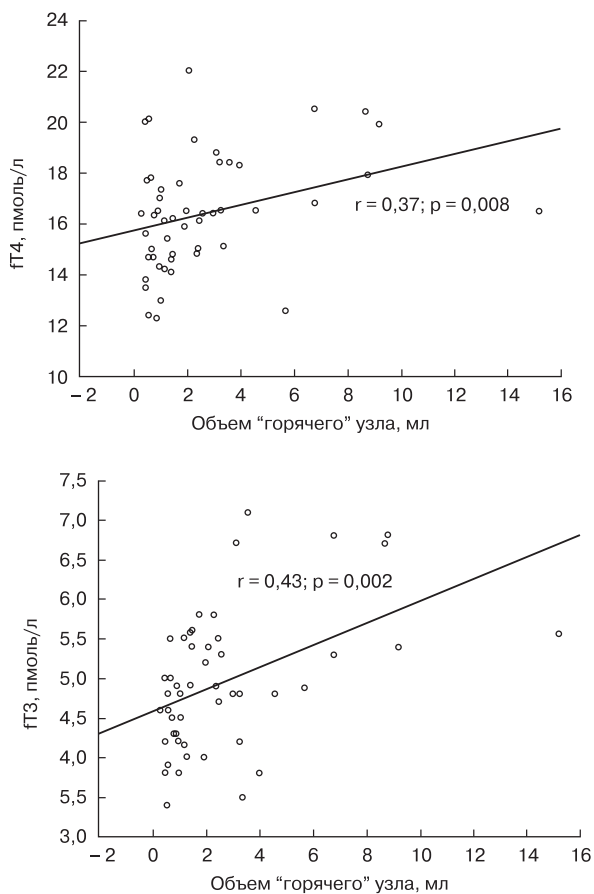 24
22
20
18
16
14
12
10
fT4, пмоль/л
r = 0,37; p = 0,008
– 2 0 2 4 6 8 10 12 14 16
Объем “горячего” узла, мл
7,5
7,0
6,5
6,0
5,5
5,0
4,5
4,0
5,5
3,0
fT3, пмоль/л
r = 0,43; p = 0,002
– 2 0 2 4 6 8 10 12 14 16
Объем “горячего” узла, мл